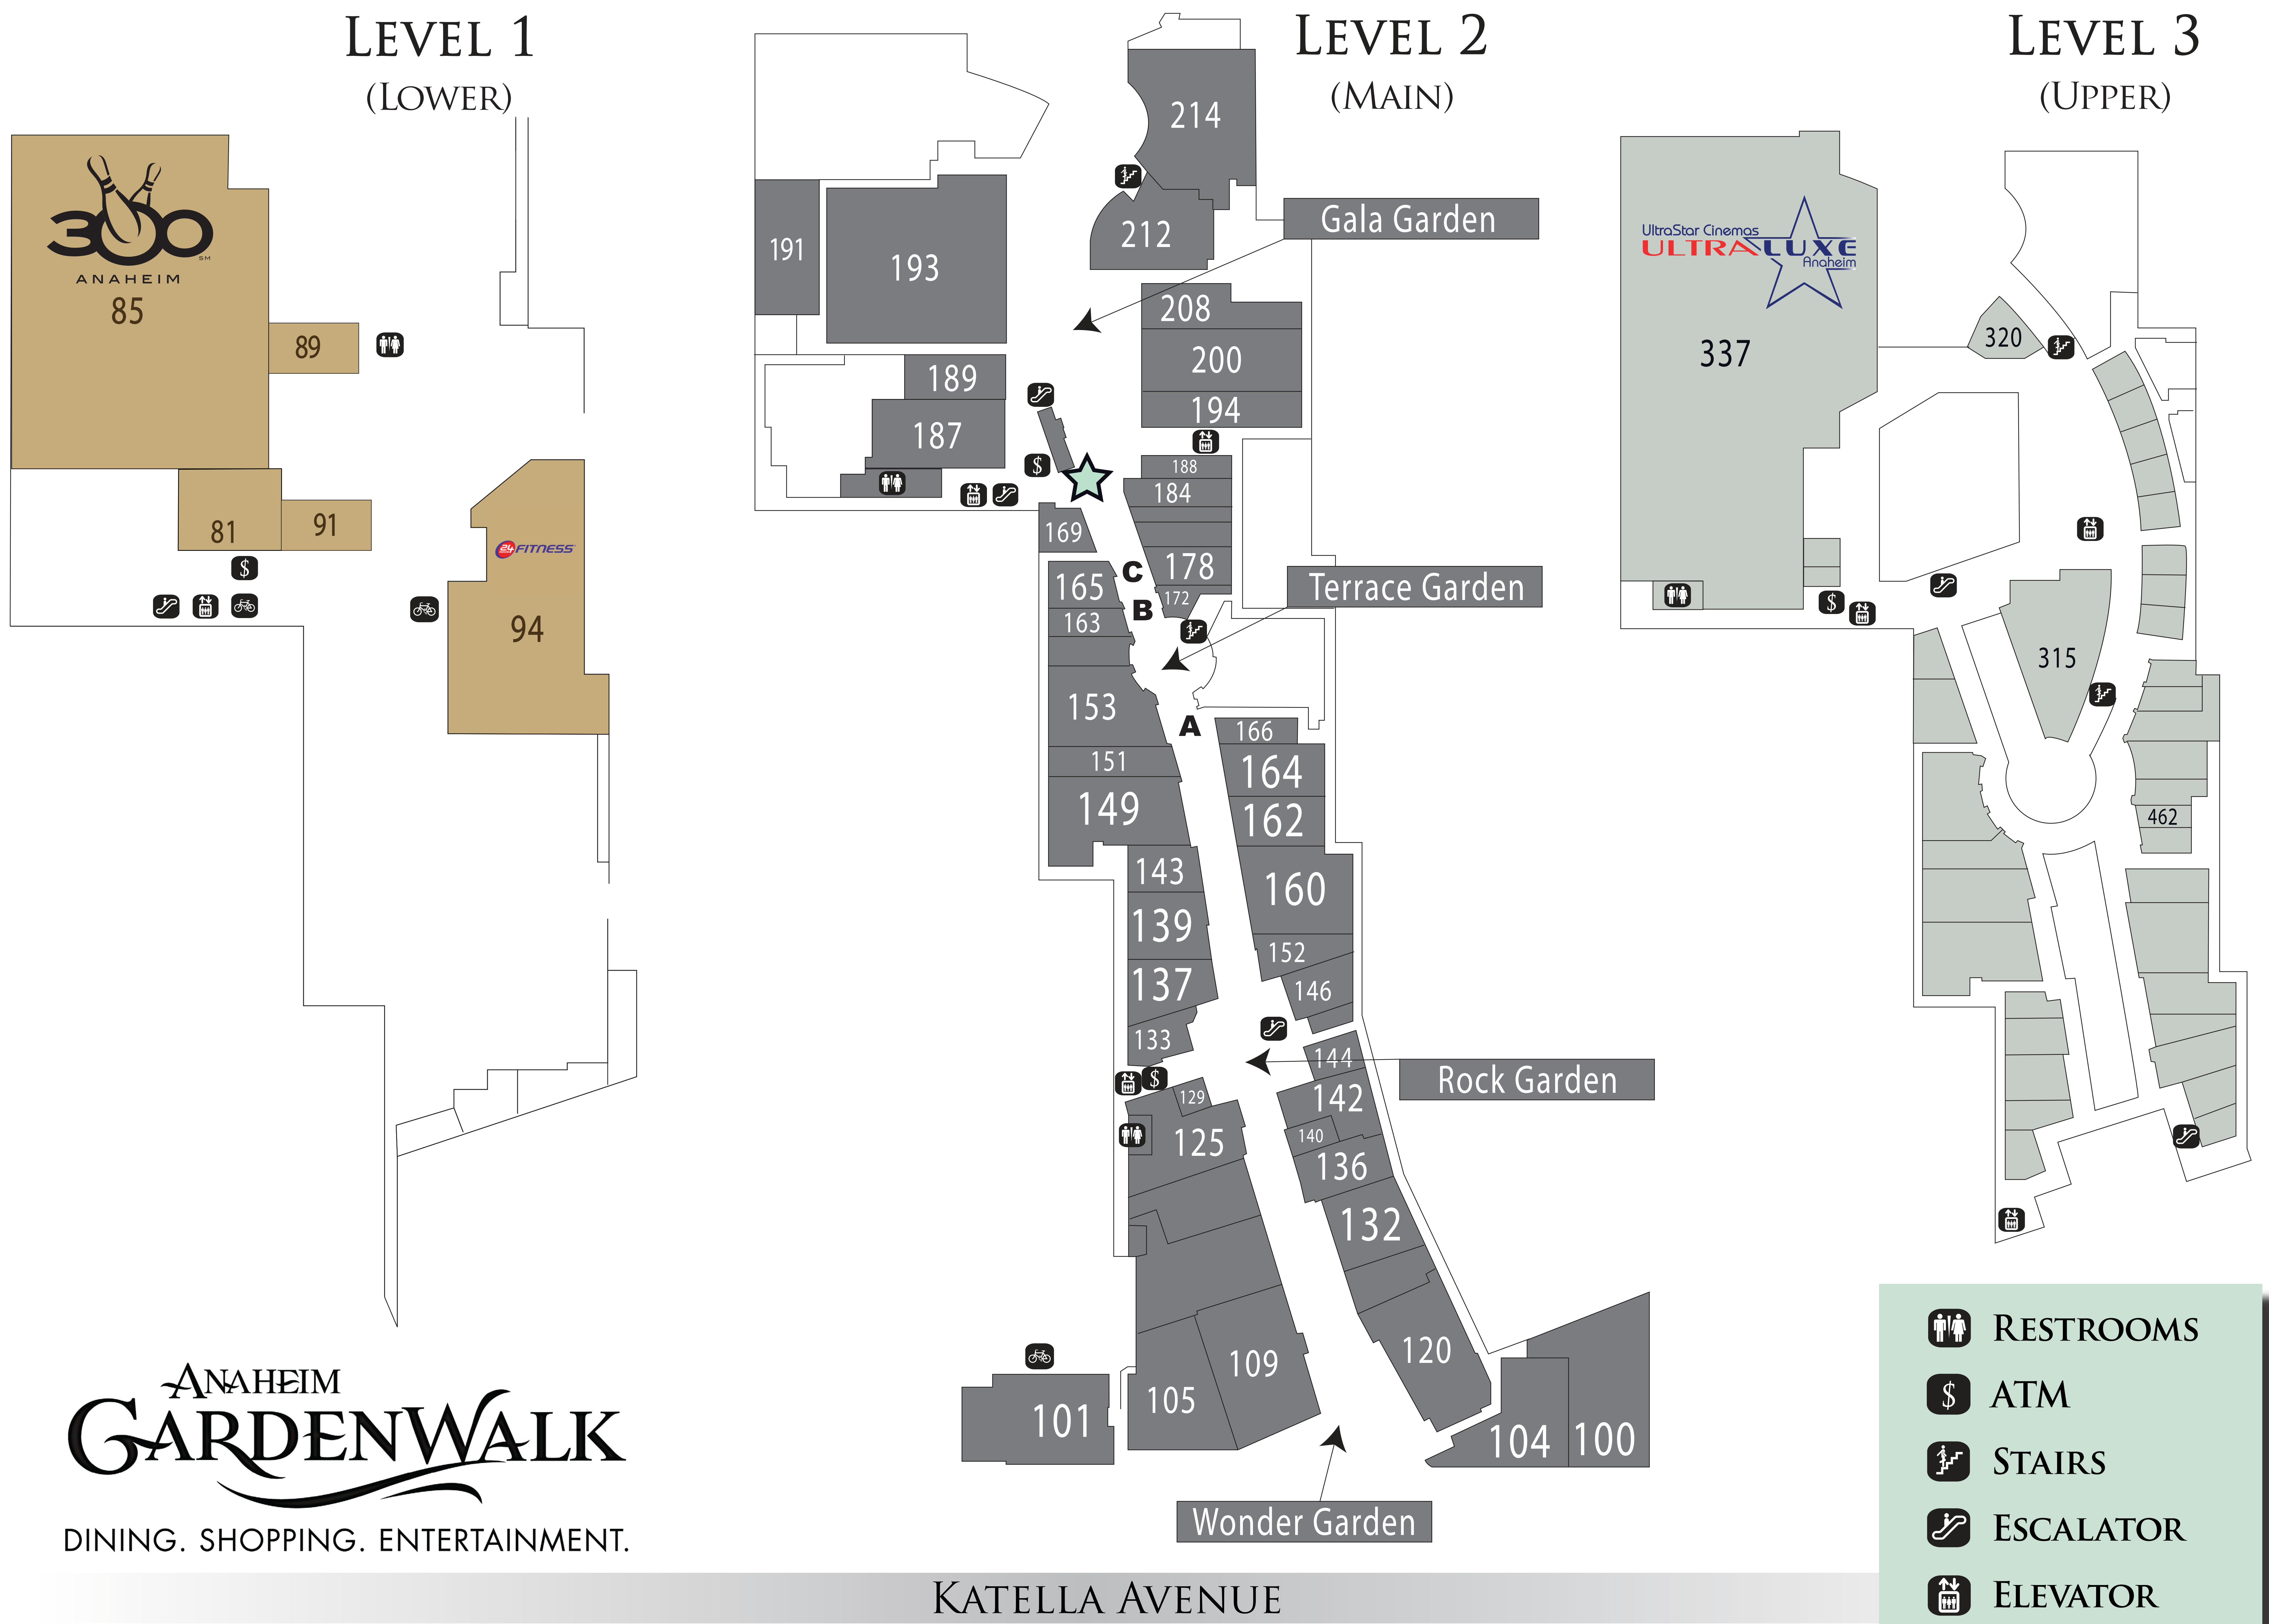 LEVEL 1
(LOWER)
300
SM
ANAHEIM
85
89
81
91
24
FITNESS
94
LEVEL 2
(MAIN)
214
212
Gala Garden
191
193
208
200
194
189
187
188
184
169
178
172
C
B
165
163
Terrace Garden
153
A
151
149
166
164
162
160
143
139
137
152
146
133
144
Rock Garden
142
129
125
140
136
132
120
109
105
101
104
100
Wonder Garden
LEVEL 3
(UPPER)
UltraStar Cinemas
ULTRALUXE
Anaheim
337
320
315
462
ANAHEIM
GARDENWALK
DINING. SHOPPING. ENTERTAINMENT.
KATELLA AVENUE
RESTROOMS
$ ATM
STAIRS
ESCALATOR
ELEVATOR